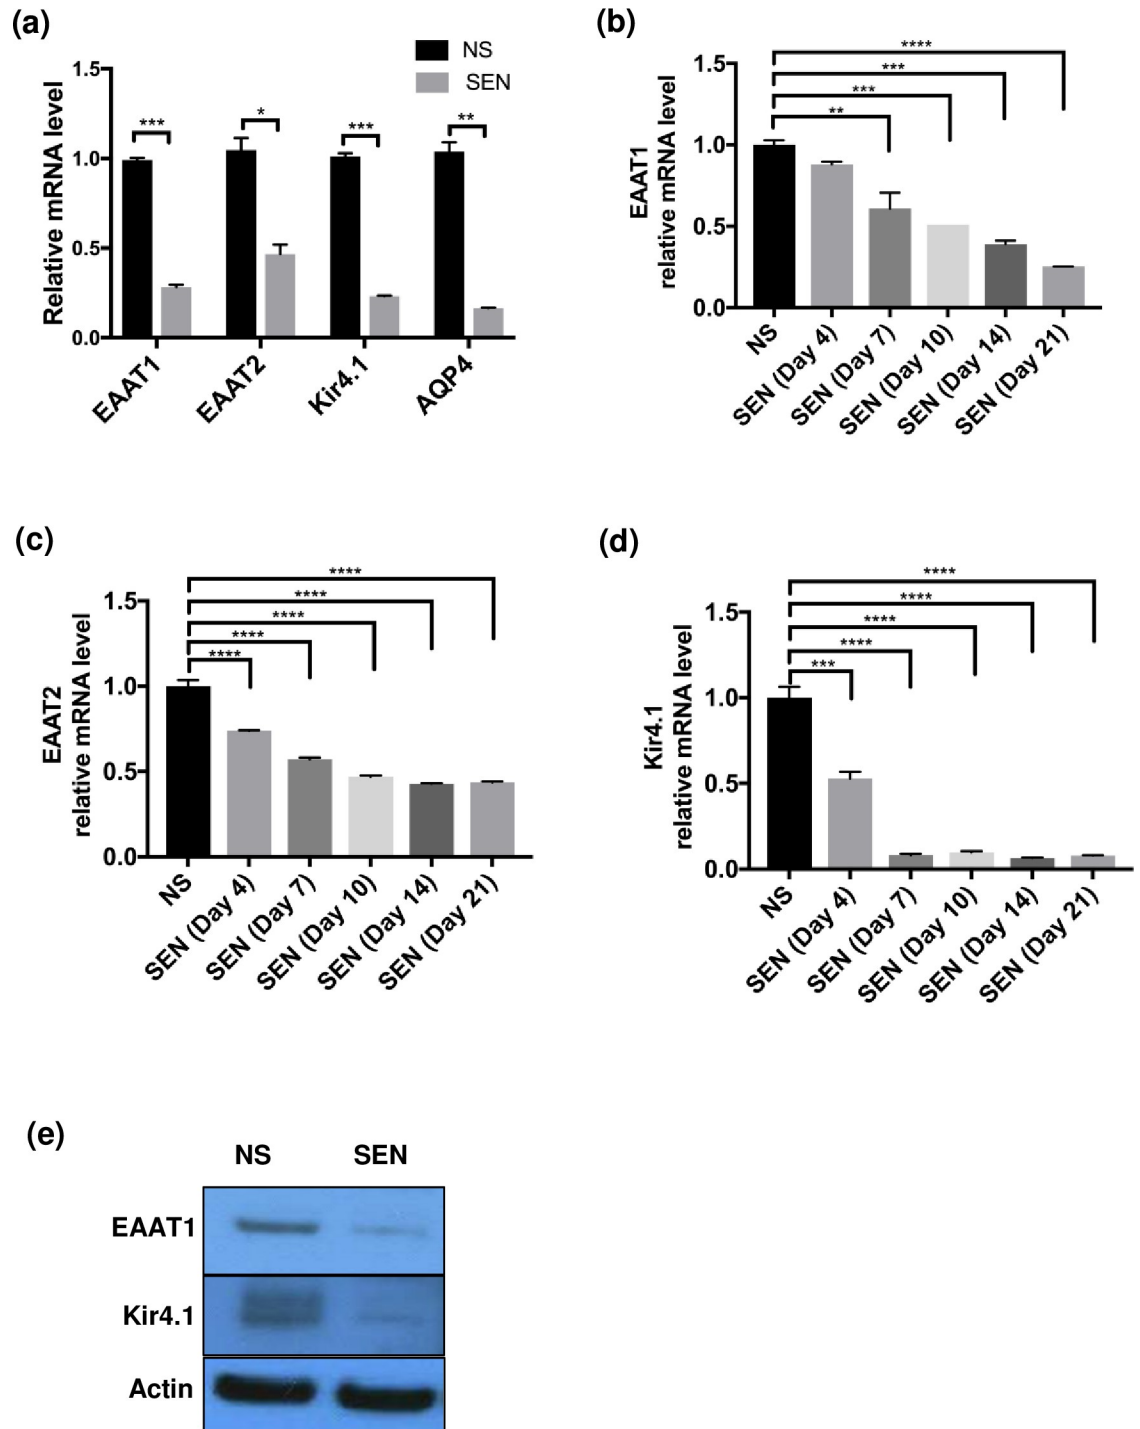 (a)
NS
SEN
Relative mRNA level
1.5
1.0
0.5
0.0
***
*
***
**
EAAT1
EAAT2
Kir4.1
AQP4
(b)
EAAT1
relative mRNA level
1.5
1.0
0.5
0.0
****
***
***
**
NS
SEN (Day 4)
SEN (Day 7)
SEN (Day 10)
SEN (Day 14)
SEN (Day 21)
(c)
EAAT2
relative mRNA level
1.5
1.0
0.5
0.0
****
****
****
****
****
NS
SEN (Day 4)
SEN (Day 7)
SEN (Day 10)
SEN (Day 14)
SEN (Day 21)
(d)
Kir4.1
relative mRNA level
1.5
1.0
0.5
0.0
****
****
****
****
***
NS
SEN (Day 4)
SEN (Day 7)
SEN (Day 10)
SEN (Day 14)
SEN (Day 21)
(e)
NS SEN
EAAT1
Kir4.1
Actin